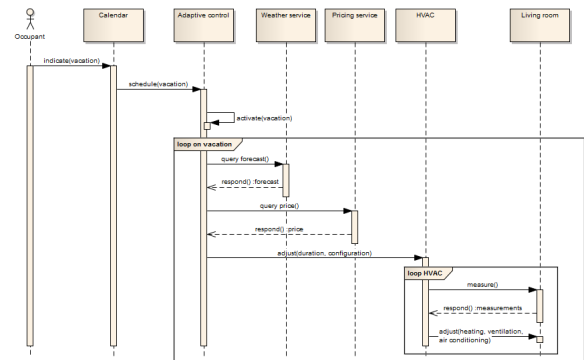 Calendar
Adaptive control
Weather service
Pricing service
HVAC
Living room
Occupant
indicate(vacation)
schedule(vacation)
activate(vacation)
loop on vacation
query forecast()
respond() :forecast
query price()
respond() :price
adjust(duration, configuration)
loop HVAC
measure()
respond() :measurements
adjust(heating, ventilation,
air conditioning)